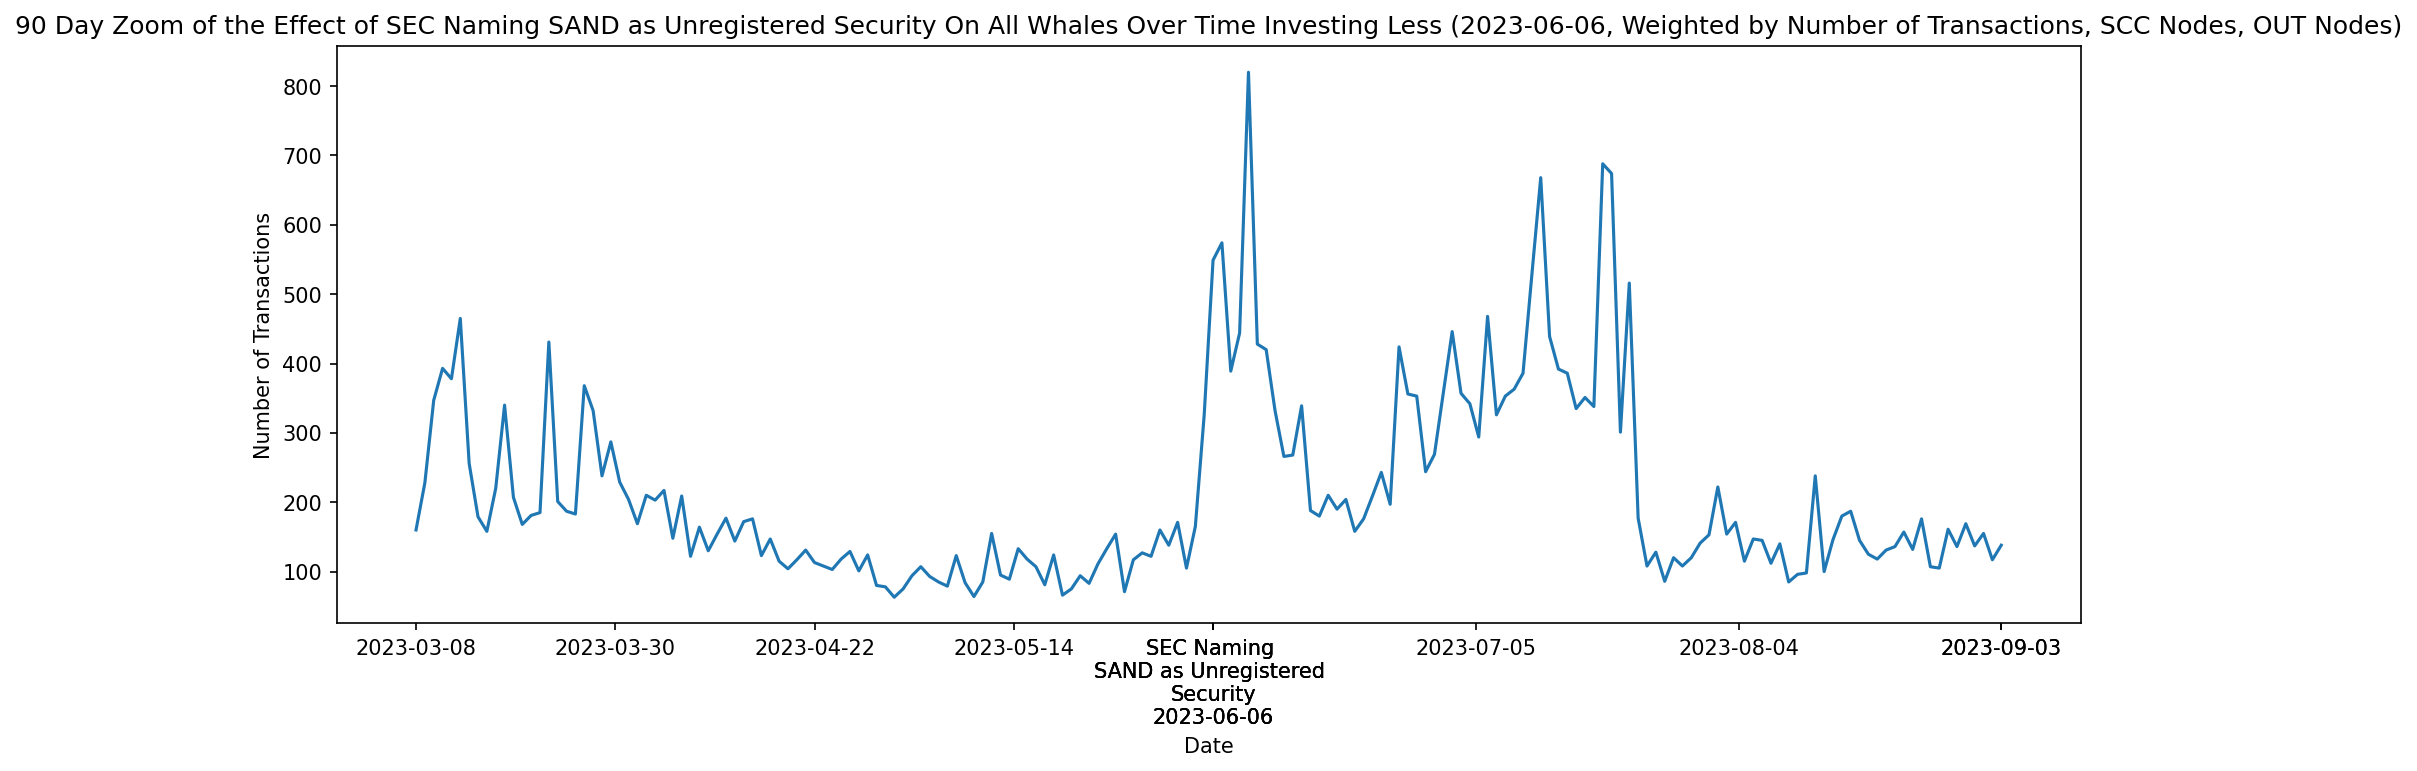 90 Day Zoom of the Effect of SEC Naming SAND as Unregistered Security On All Whales Over Time Investing Less (2023-06-06, Weighted by Number of Transactions, SCC Nodes, OUT Nodes)
Number of Transactions
800
700
600
500
400
300
200
100
2023-03-08
2023-03-30
2023-04-22
2023-05-14
SEC Naming
SAND as Unregistered
Security
2023-06-06
2023-07-05
2023-08-04
2023-09-03
Date